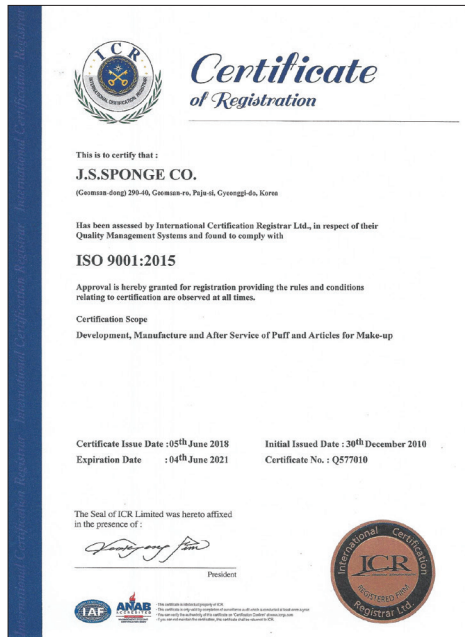 ICR
INTERNATIONAL CERTIFICATION REGISTRAR
Certificate
of Registration
This is to certify that :
J.S.SPONGE CO.
(Geomsan-dong) 290-40, Geomsan-ro, Paju-si, Gyeonggi-do, Korea
Has been assessed by International Certification Registrar Ltd., in respect of their
Quality Management Systems and found to comply with
ISO 9001:2015
Approval is hereby granted for registration providing the rules and conditions
relating to certification are observed at all times.
Certification Scope
Development, Manufacture and After Service of Puff and Articles for Make-up
Certificate Issue Date :05th June 2018
Initial Issued Date : 30th December 2010
Expiration Date :04th June 2021
Certificate No. : Q577010
The Seal of ICR Limited was hereto affixed
in the presence of :
President
IAF
ANAB
ACCREDITED
International Certification
ICR
REGISTERED FIRM
Registrar Ltd.
International Certification Registrar